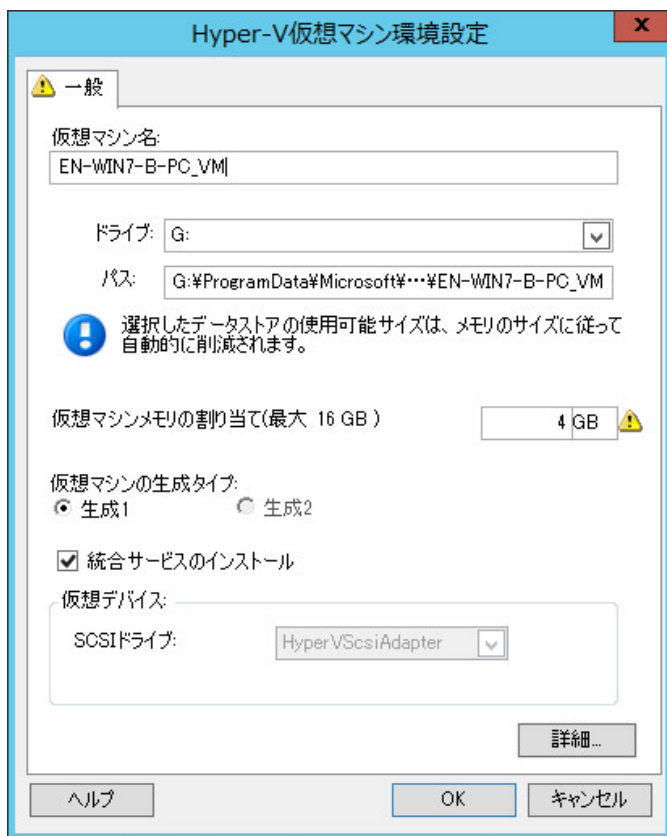 Hyper-V仮想マシン環境設定
x
一般
仮想マシン名:
EN-WIN7-B-PC_VM
ドライブ: G:
パス: G:¥ProgramData¥Microsoft¥…¥EN-WIN7-B-PC_VM
選択したデータストアの使用可能サイズは、メモリのサイズに従って
自動的に削減されます。
仮想マシンメモリの割り当て(最大 16 GB ) 4 GB
仮想マシンの生成タイプ:
生成1 生成2
統合サービスのインストール
仮想デバイス:
SCSIドライブ: HyperVScsiAdapter
詳細...
ヘルプ OK キャンセル